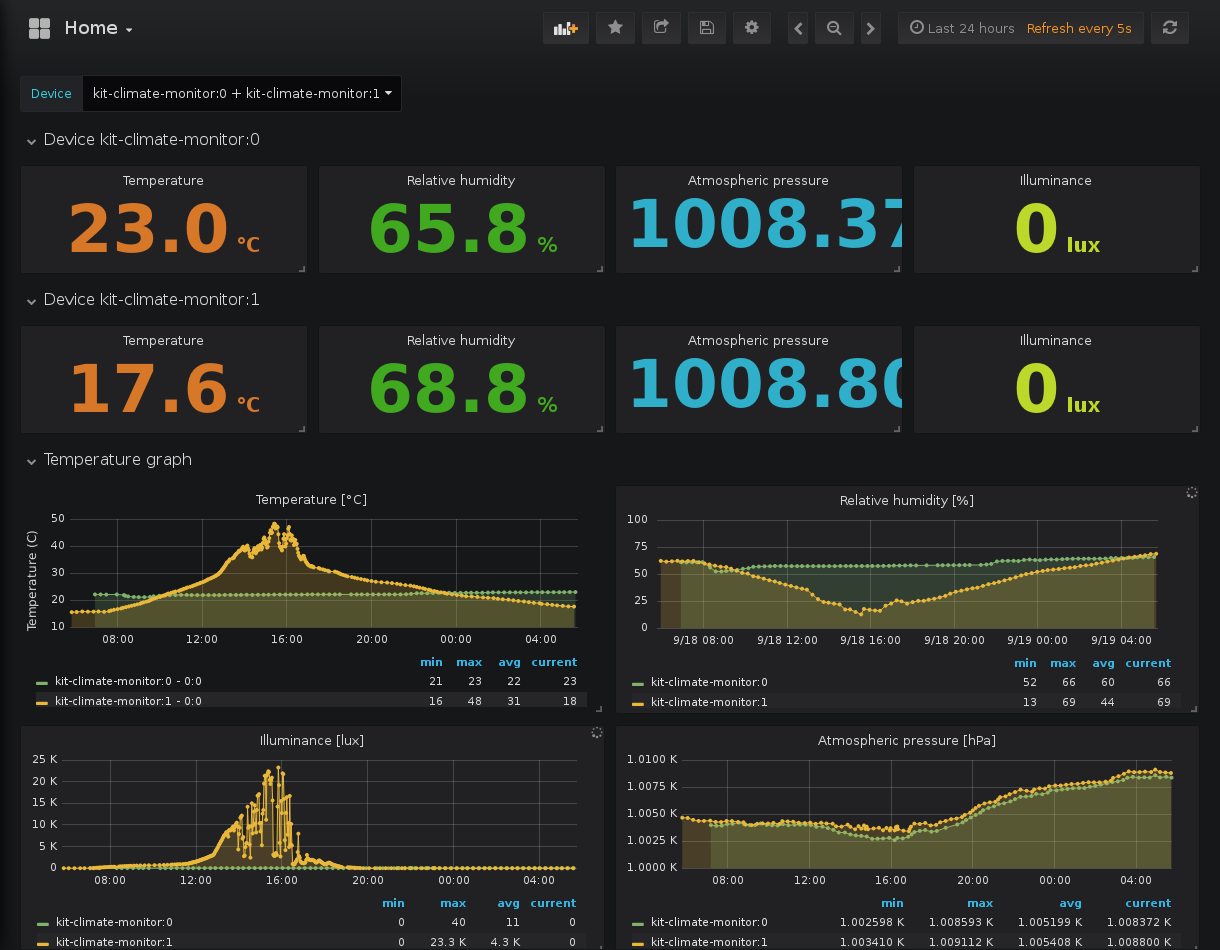 Home
Last 24 hours Refresh every 5s
Device kit-climate-monitor:0 + kit-climate-monitor:1
Device kit-climate-monitor:0
Temperature Relative humidity Atmospheric pressure Illuminance
23.0 °C 65.8 % 1008.37 0 lux
Device kit-climate-monitor:1
Temperature Relative humidity Atmospheric pressure Illuminance
17.6 °C 68.8 % 1008.80 0 lux
Temperature graph
Temperature [°C]
Temperature (C)
50
40
30
20
10
08:00 12:00 16:00 20:00 00:00 04:00
min max avg current
kit-climate-monitor:0 - 0:0 21 23 22 23
kit-climate-monitor:1 - 0:0 16 48 31 18
Relative humidity [%]
100
75
50
25
0
9/18 08:00 9/18 12:00 9/18 16:00 9/18 20:00 9/19 00:00 9/19 04:00
min max avg current
kit-climate-monitor:0 52 66 60 66
kit-climate-monitor:1 13 69 44 69
Illuminance [lux]
25 K
20 K
15 K
10 K
5 K
0
08:00 12:00 16:00 20:00 00:00 04:00
min max avg current
kit-climate-monitor:0 0 40 11 0
kit-climate-monitor:1 0 23.3 K 4.3 K 0
Atmospheric pressure [hPa]
1.0100 K
1.0075 K
1.0050 K
1.0025 K
1.0000 K
08:00 12:00 16:00 20:00 00:00 04:00
min max avg current
kit-climate-monitor:0 1.002598 K 1.008593 K 1.005199 K 1.008372 K
kit-climate-monitor:1 1.003410 K 1.009112 K 1.005408 K 1.008800 K